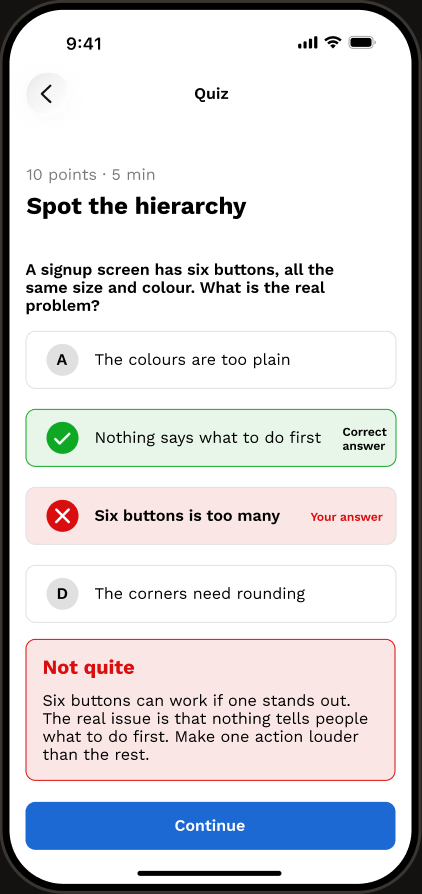 9:41
Quiz
10 points · 5 min
Spot the hierarchy
A signup screen has six buttons, all the
same size and colour. What is the real
problem?
A The colours are too plain
Nothing says what to do first Correct
answer
Six buttons is too many Your answer
D The corners need rounding
Not quite
Six buttons can work if one stands out.
The real issue is that nothing tells people
what to do first. Make one action louder
than the rest.
Continue